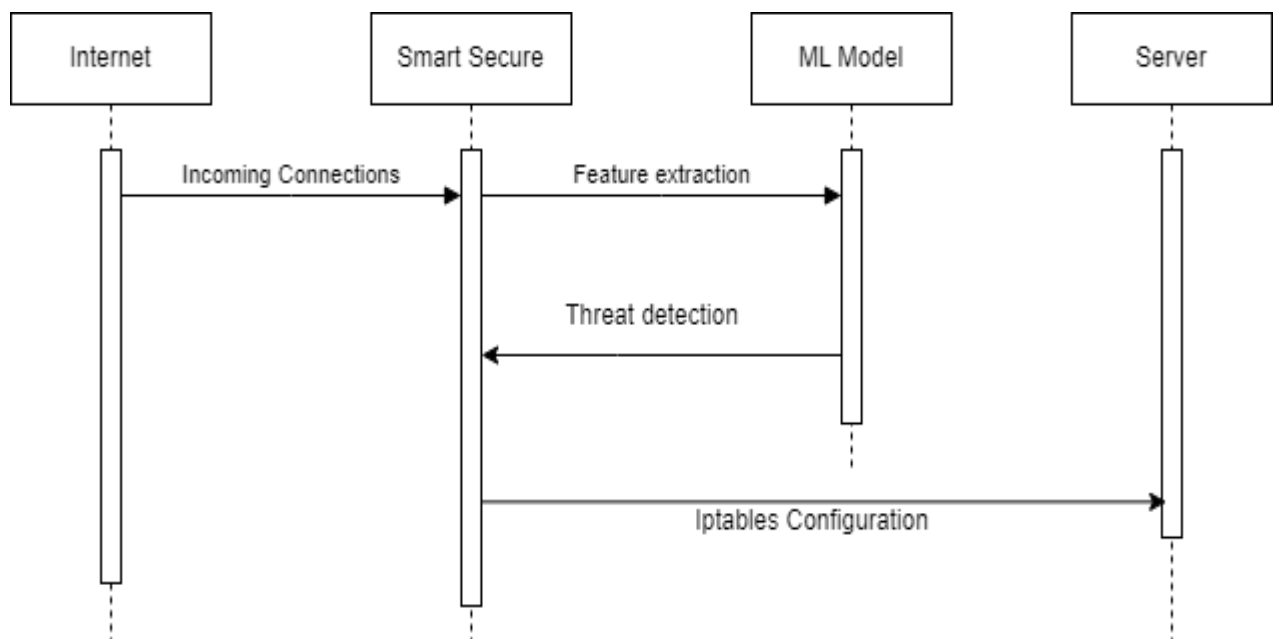 Internet
Smart Secure
ML Model
Server
Incoming Connections
Feature extraction
Threat detection
Iptables Configuration